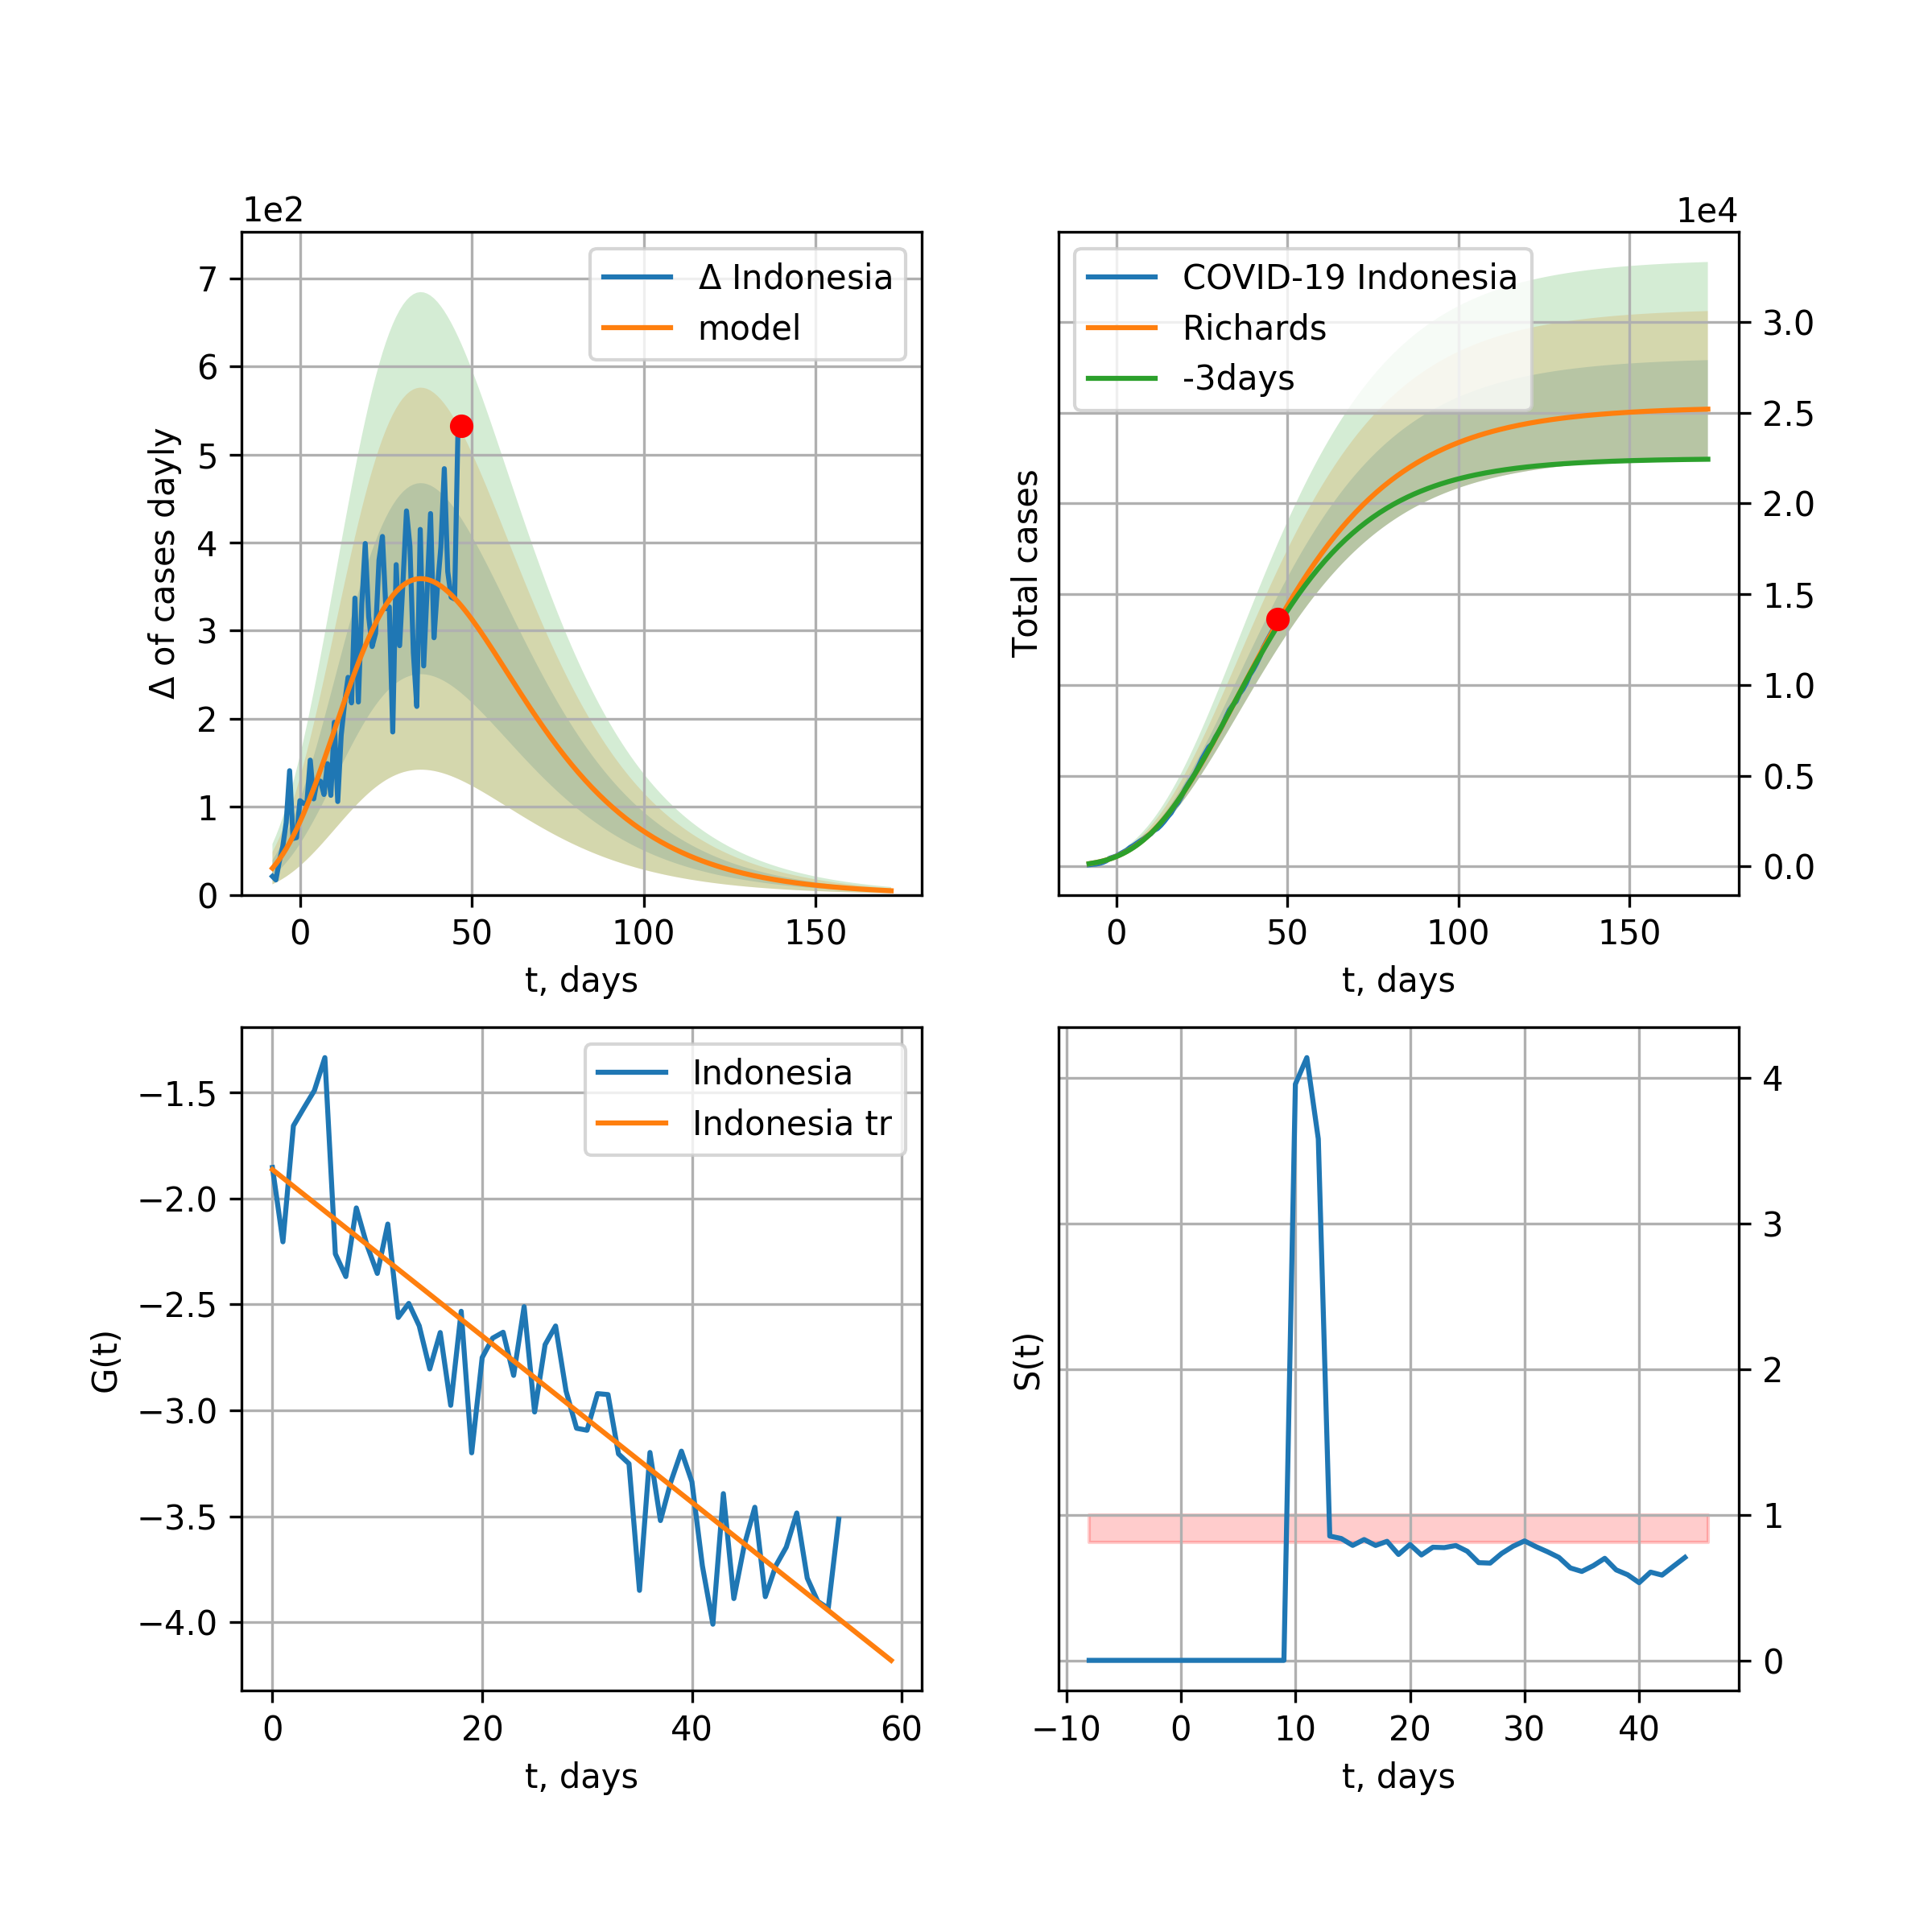 1e2
Δ of cases dayly
7
6
5
4
3
2
1
0
Δ Indonesia
model
0 50 100 150
t, days
1e4
Total cases
COVID-19 Indonesia
Richards
-3days
3.0
2.5
2.0
1.5
1.0
0.5
0.0
0 50 100 150
t, days
G(t)
−1.5
−2.0
−2.5
−3.0
−3.5
−4.0
Indonesia
Indonesia tr
0 20 40 60
t, days
S(t)
4
3
2
1
0
−10 0 10 20 30 40
t, days